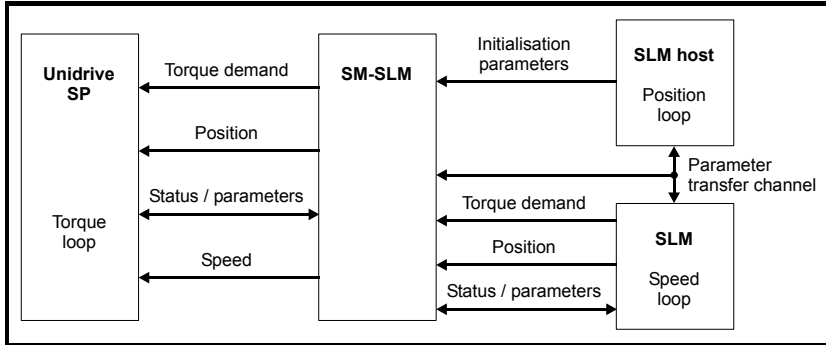 Unidrive
SP
Torque
loop
Torque demand
Position
Status / parameters
Speed
SM-SLM
Initialisation
parameters
SLM host
Position
loop
Parameter
transfer channel
Torque demand
Position
Status / parameters
SLM
Speed
loop